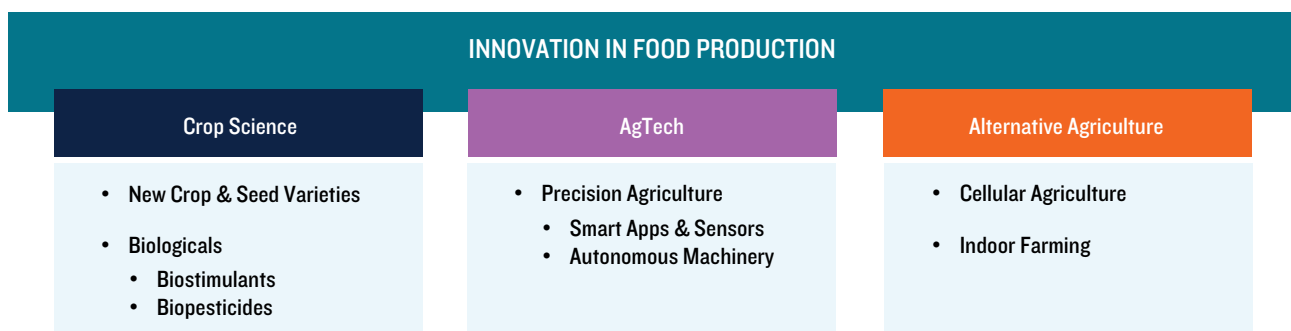 INNOVATION IN FOOD PRODUCTION
Crop Science
• New Crop & Seed Varieties
• Biologicals
• Biostimulants
• Biopesticides
AgTech
• Precision Agriculture
• Smart Apps & Sensors
• Autonomous Machinery
Alternative Agriculture
• Cellular Agriculture
• Indoor Farming